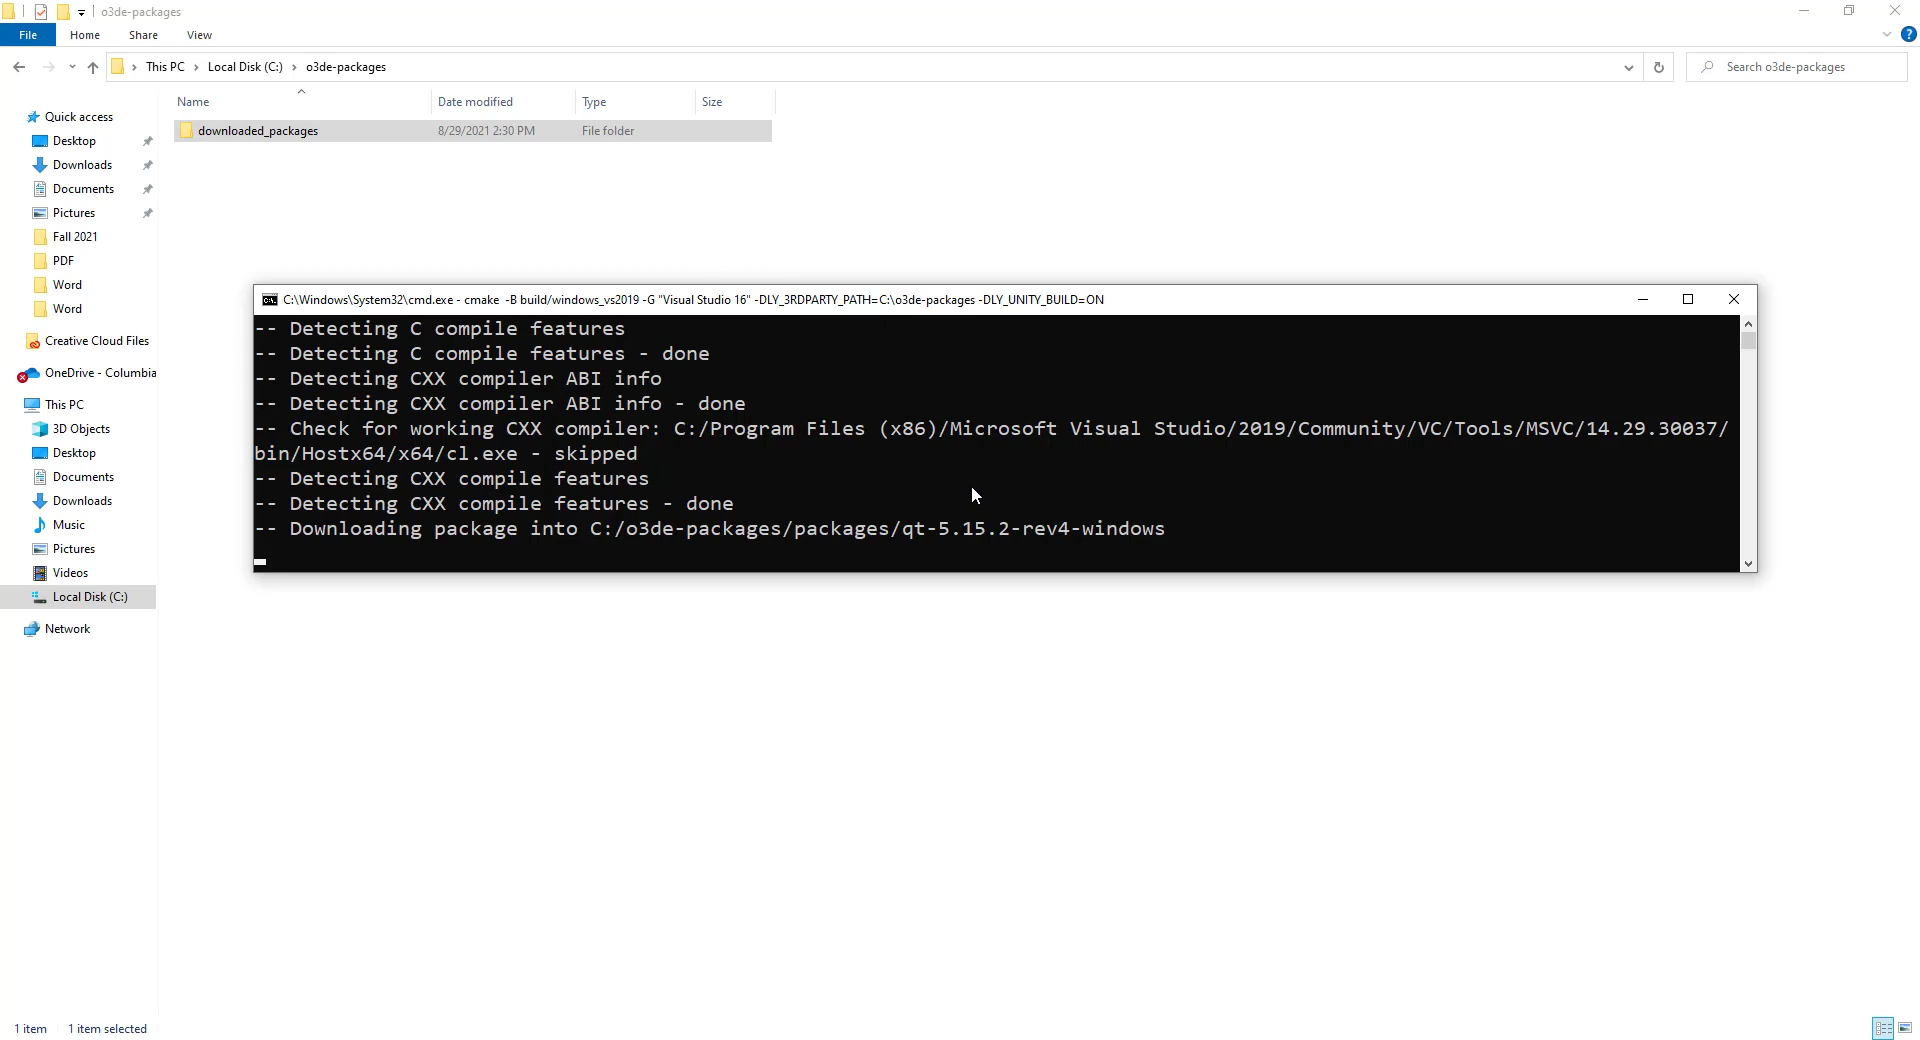 o3de-packages
File Home Share View
This PC Local Disk (C:) o3de-packages
Search o3de-packages
Name Date modified Type Size
downloaded_packages 8/29/2021 2:30 PM File folder
Quick access
Desktop
Downloads
Documents
Pictures
Fall 2021
PDF
Word
Word
Creative Cloud Files
OneDrive - Columbia
This PC
3D Objects
Desktop
Documents
Downloads
Music
Pictures
Videos
Local Disk (C:)
Network
C:\Windows\System32\cmd.exe - cmake -B build/windows_vs2019 -G "Visual Studio 16" -DLY_3RDPARTY_PATH=C:\o3de-packages -DLY_UNITY_BUILD=ON
-- Detecting C compile features
-- Detecting C compile features - done
-- Detecting CXX compiler ABI info
-- Detecting CXX compiler ABI info - done
-- Check for working CXX compiler: C:/Program Files (x86)/Microsoft Visual Studio/2019/Community/VC/Tools/MSVC/14.29.30037/
bin/Hostx64/x64/cl.exe - skipped
-- Detecting CXX compile features
-- Detecting CXX compile features - done
-- Downloading package into C:/o3de-packages/packages/qt-5.15.2-rev4-windows
1 item 1 item selected